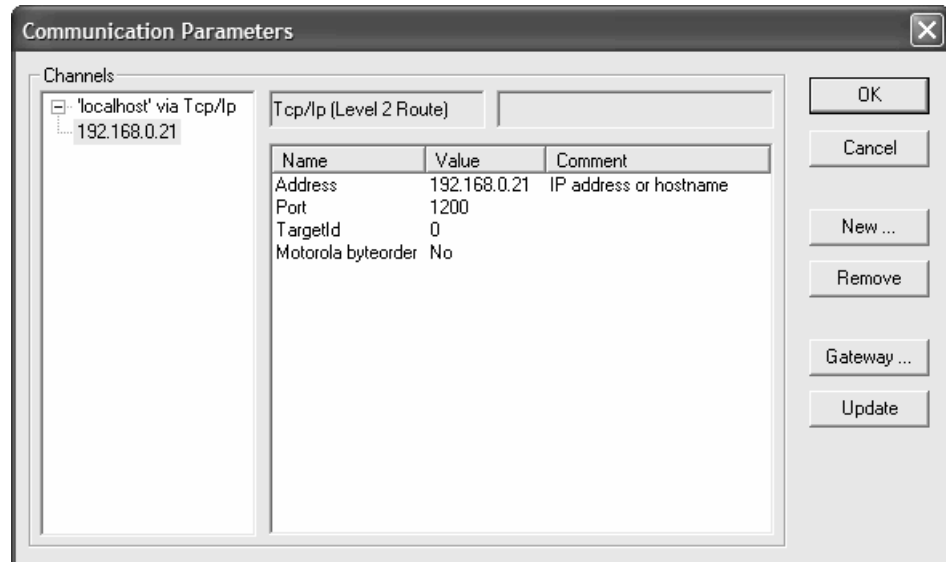 Communication Parameters
Channels
'localhost' via Tcp/Ip
192.168.0.21
Tcp/Ip (Level 2 Route)
Name Value Comment
Address 192.168.0.21 IP address or hostname
Port 1200
TargetId 0
Motorola byteorder No
OK
Cancel
New ...
Remove
Gateway ...
Update